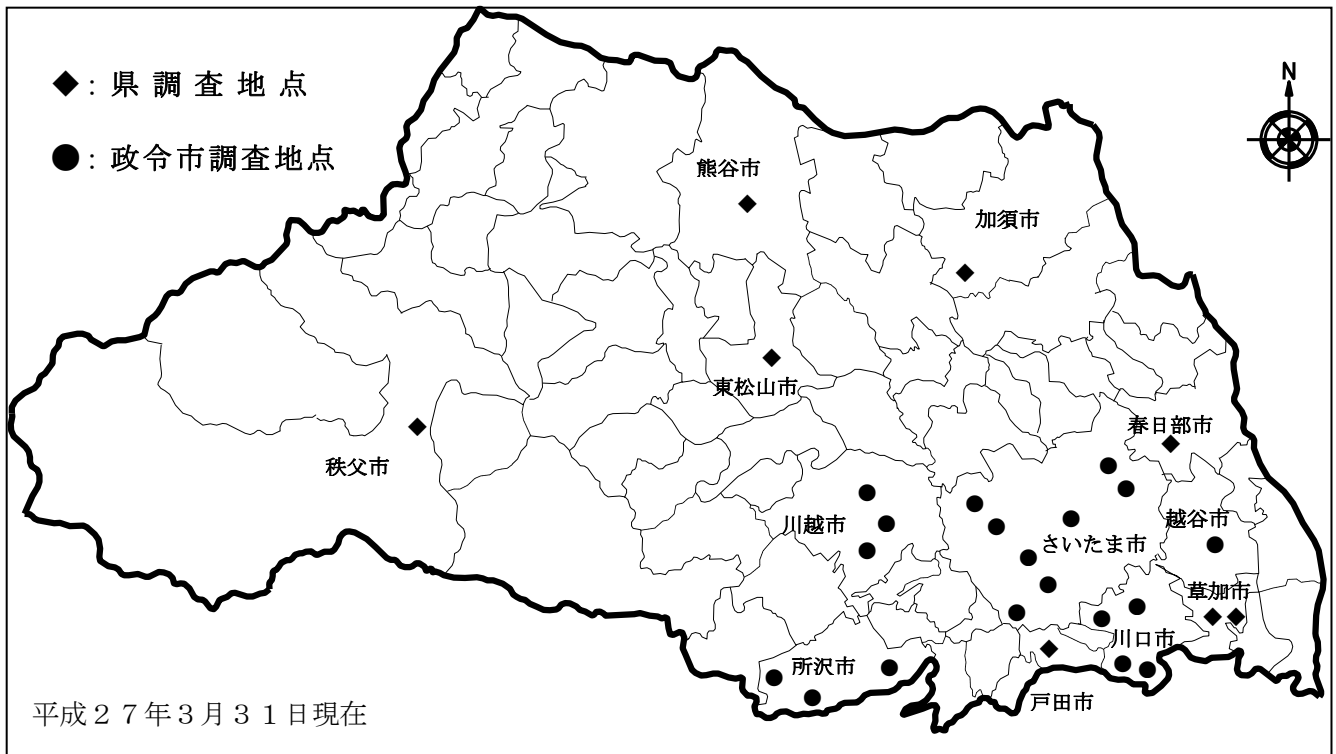 ◆：県調査地点
●：政令市調査地点
N
熊谷市
加須市
東松山市
春日部市
秩父市
川越市
越谷市
さいたま市
草加市
川口市
所沢市
戸田市
平成２７年３月３１日現在